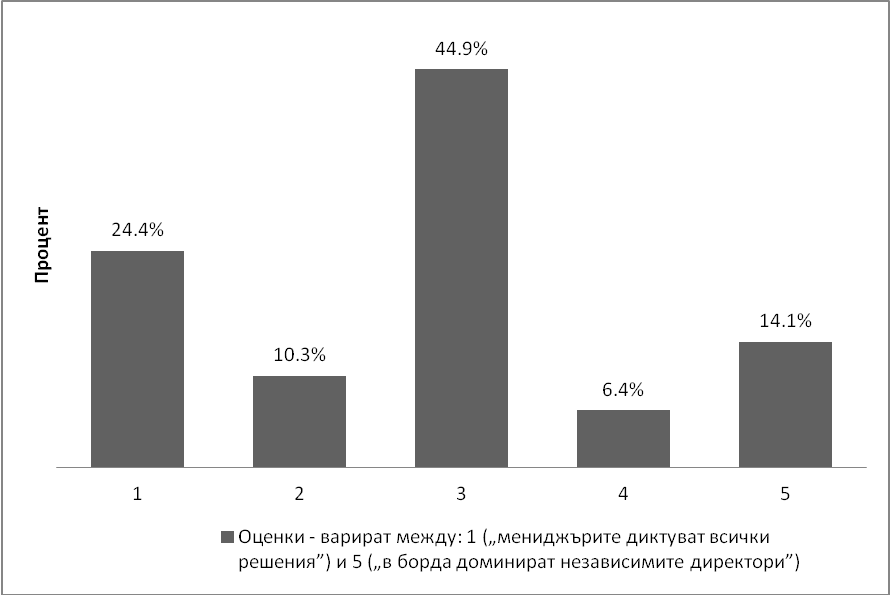 44.9%
24.4%
14.1%
10.3%
6.4%
Процент
1 2 3 4 5
Оценки - варират между: 1 („мениджърите диктуват всички
решения”) и 5 („в борда доминират независимите директори”)